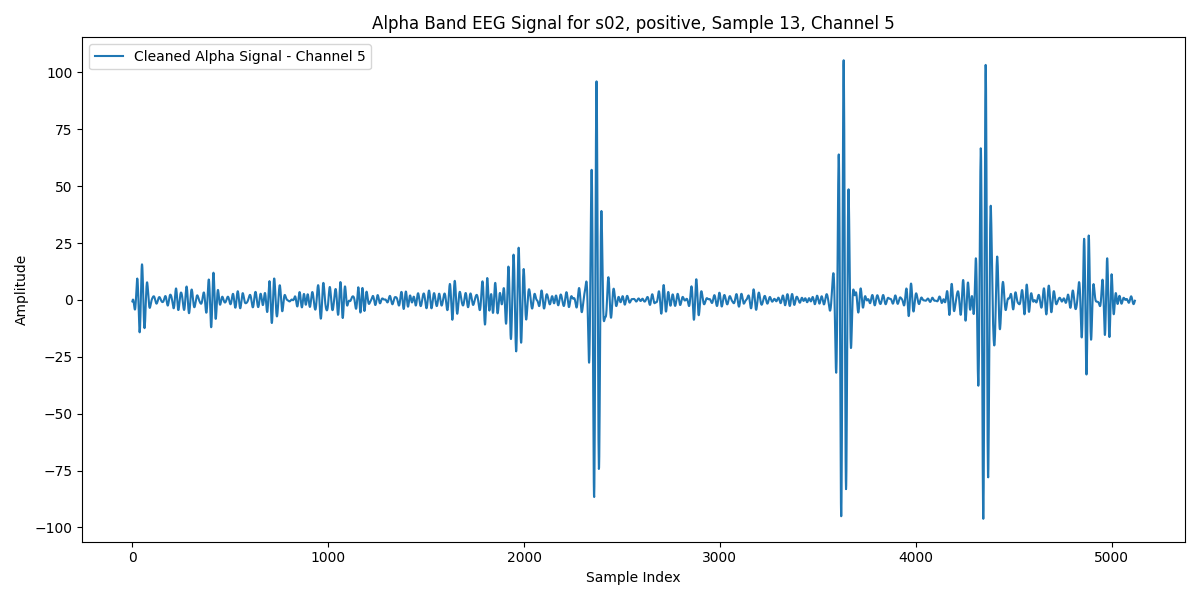 Alpha Band EEG Signal for s02, positive, Sample 13, Channel 5
Cleaned Alpha Signal - Channel 5
100
75
50
25
0
−25
−50
−75
−100
Amplitude
0 1000 2000 3000 4000 5000
Sample Index